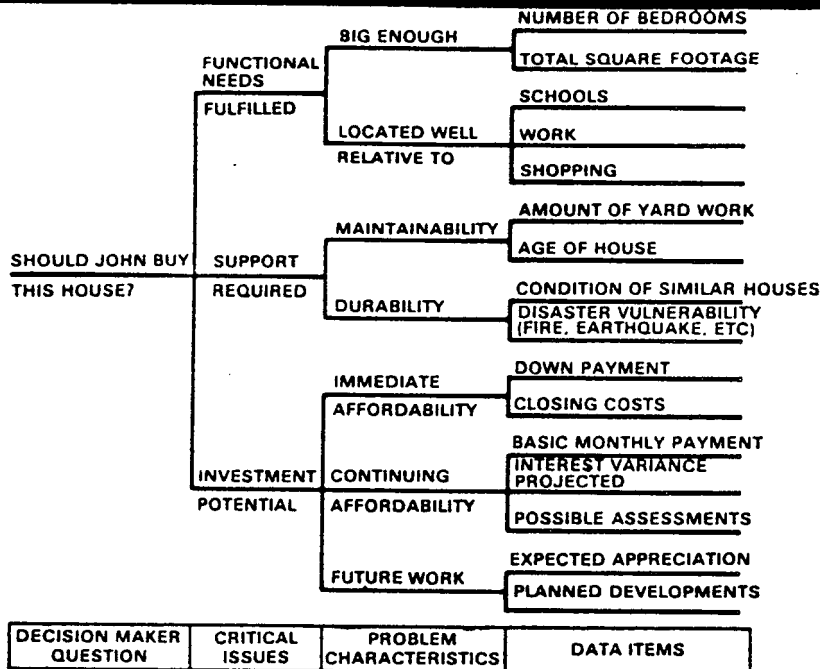 SHOULD JOHN BUY
THIS HOUSE?
FUNCTIONAL
NEEDS
FULFILLED
BIG ENOUGH
NUMBER OF BEDROOMS
TOTAL SQUARE FOOTAGE
LOCATED WELL
RELATIVE TO
SCHOOLS
WORK
SHOPPING
SUPPORT
REQUIRED
MAINTAINABILITY
AMOUNT OF YARD WORK
AGE OF HOUSE
DURABILITY
CONDITION OF SIMILAR HOUSES
DISASTER VULNERABILITY
(FIRE, EARTHQUAKE, ETC)
INVESTMENT
POTENTIAL
IMMEDIATE
AFFORDABILITY
DOWN PAYMENT
CLOSING COSTS
CONTINUING
AFFORDABILITY
BASIC MONTHLY PAYMENT
INTEREST VARIANCE
PROJECTED
POSSIBLE ASSESSMENTS
FUTURE WORK
EXPECTED APPRECIATION
PLANNED DEVELOPMENTS
DECISION MAKER
QUESTION
CRITICAL
ISSUES
PROBLEM
CHARACTERISTICS
DATA ITEMS